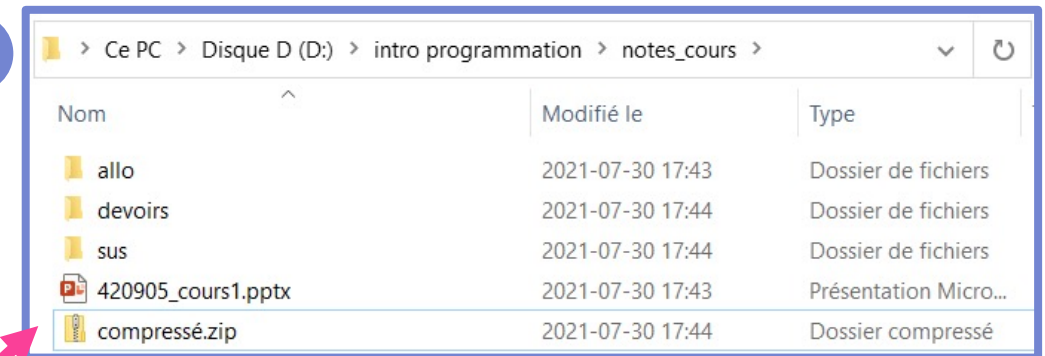 > Ce PC > Disque D (D:) > intro programmation > notes_cours >
Nom Modifié le Type
allo 2021-07-30 17:43 Dossier de fichiers
devoirs 2021-07-30 17:44 Dossier de fichiers
sus 2021-07-30 17:44 Dossier de fichiers
420905_cours1.pptx 2021-07-30 17:43 Présentation Micro...
compressé.zip 2021-07-30 17:44 Dossier compressé